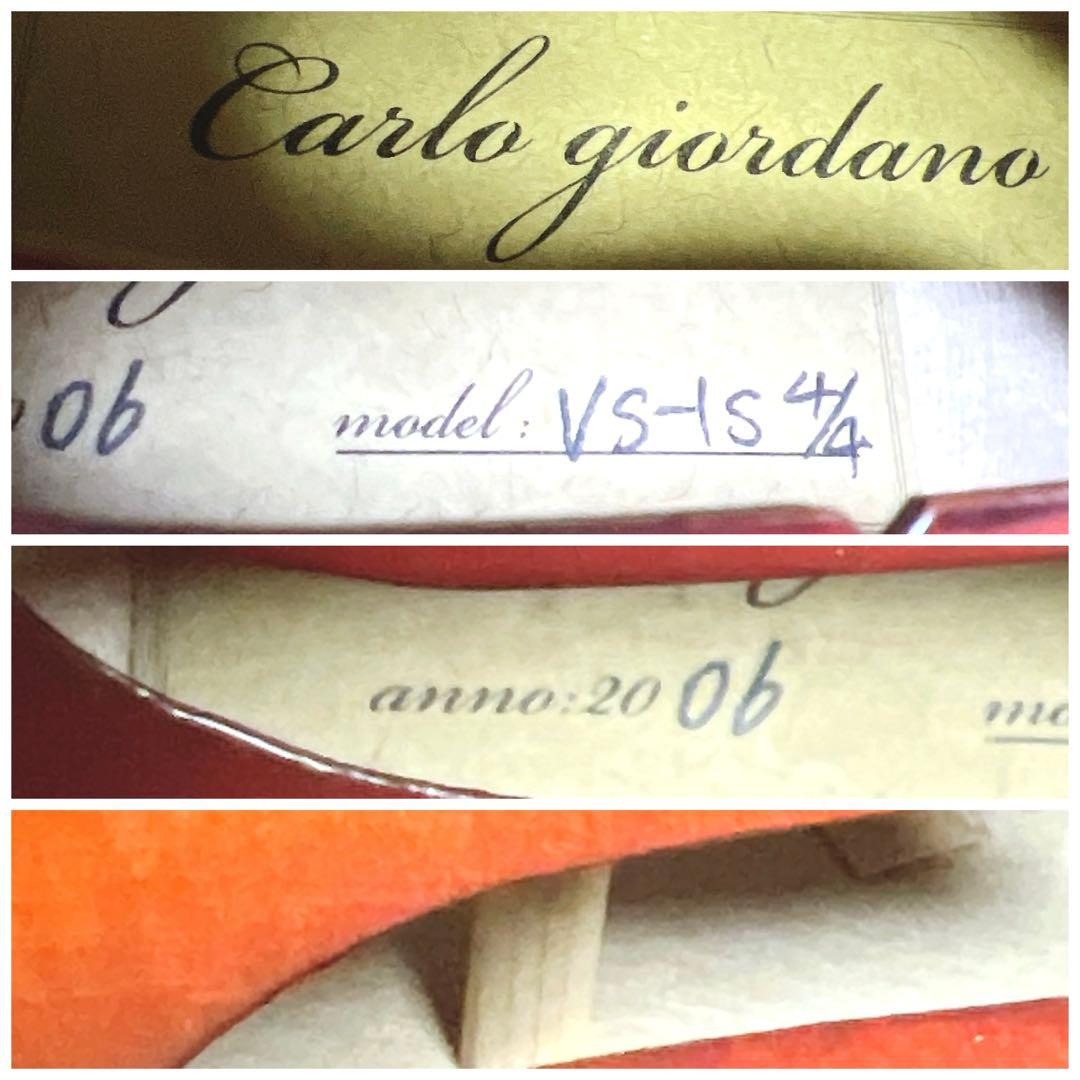 Carlo giordano
06 model: VS-1S 4/4
anno:2006